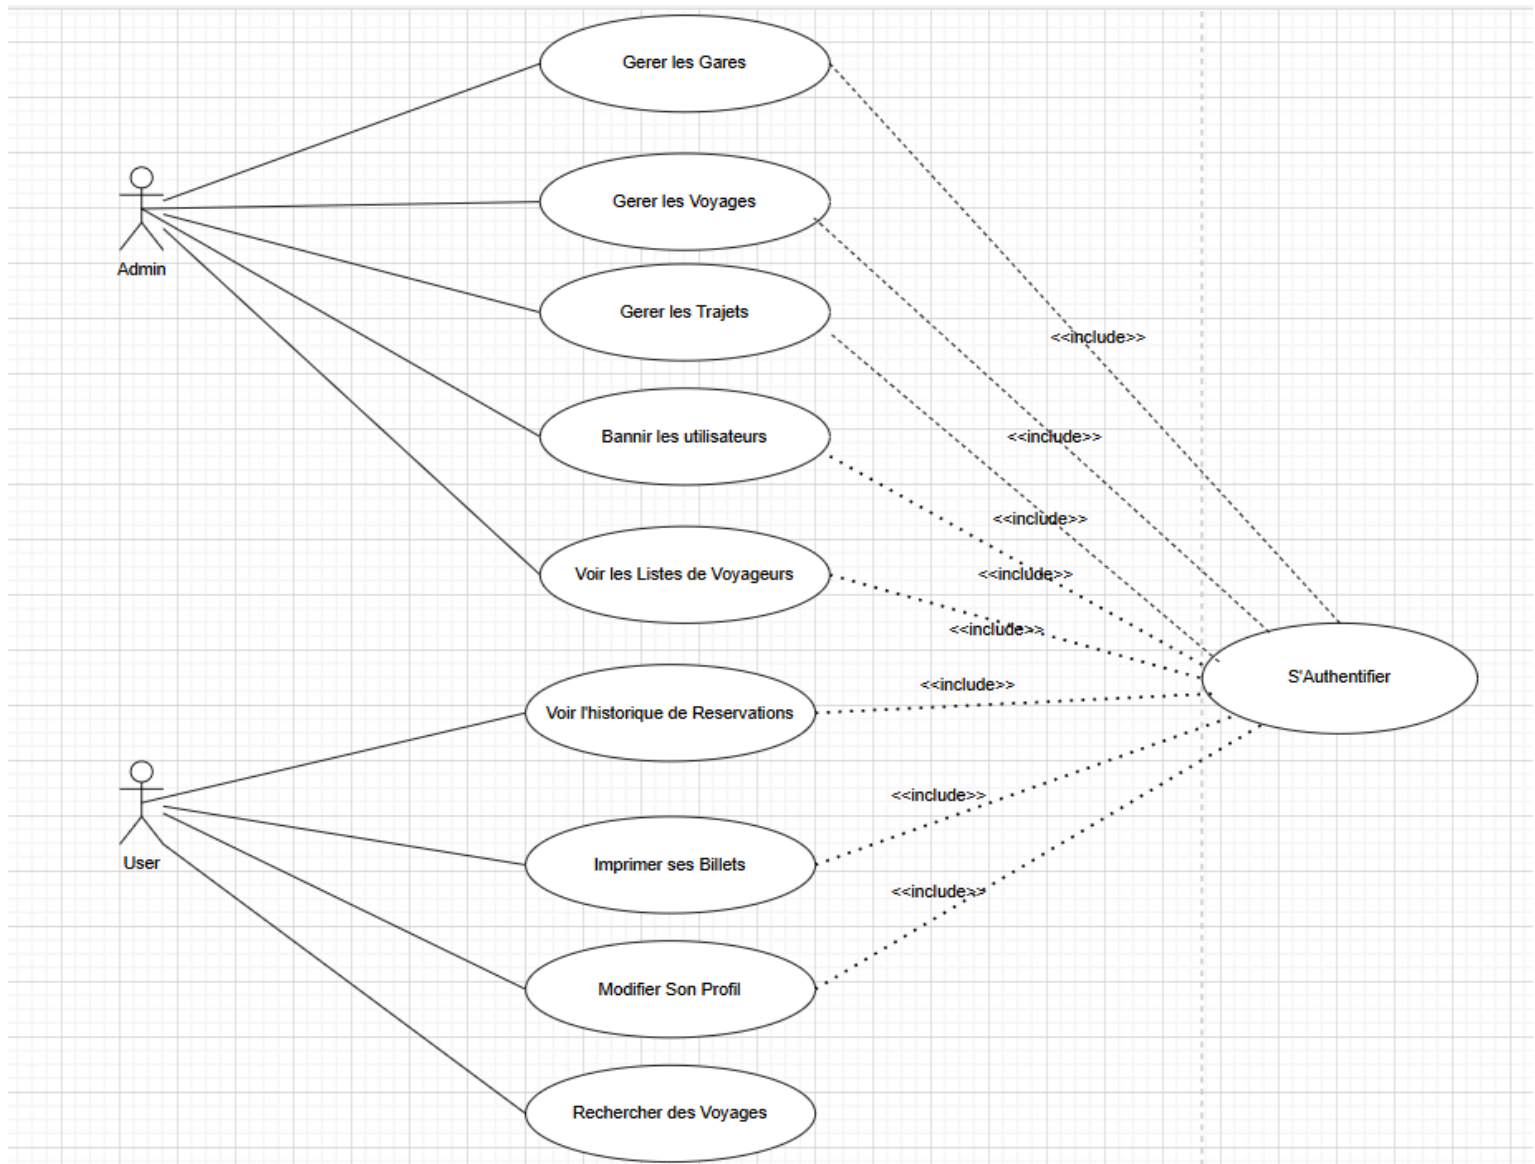 Gerer les Gares
Gerer les Voyages
Admin
Gerer les Trajets
<<include>>
Bannir les utilisateurs
<<include>>
<<include>>
Voir les Listes de Voyageurs
<<include>>
<<include>>
S'Authentifier
<<include>>
Voir l'historique de Reservations
<<include>>
User
Imprimer ses Billets
<<include>>
Modifier Son Profil
Rechercher des Voyages